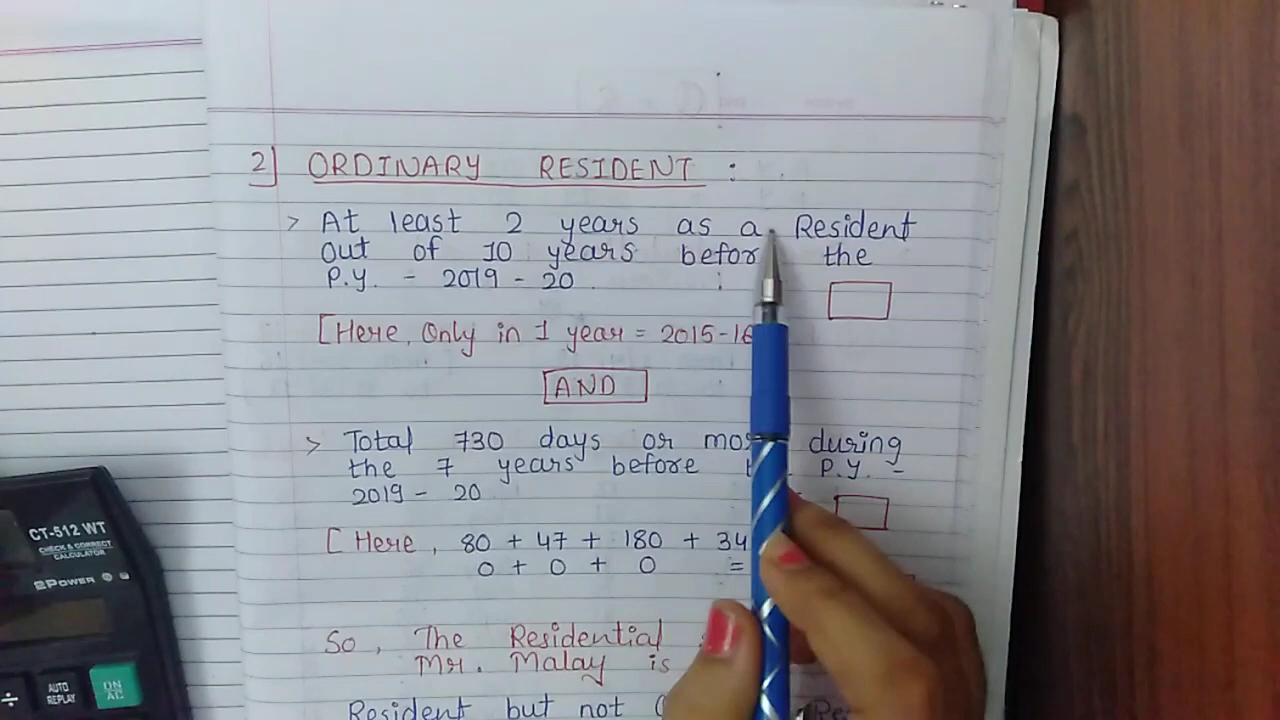 2] ORDINARY RESIDENT :
> At least 2 years as a Resident
out of 10 years befor the
P.y. - 2019 - 20
[Here, Only in 1 year = 2015-16
AND
> Total 730 days or mo during
the 7 years before P.y. -
2019 - 20
[Here, 80 + 47 + 180 + 34
0 + 0 + 0 =
So, The Residential
Mr. Malay is
Resident but not
CT-512 WT
CHECK & CORRECT
CALCULATOR
POWER
÷
AUTO
REPLAY
ON
AC